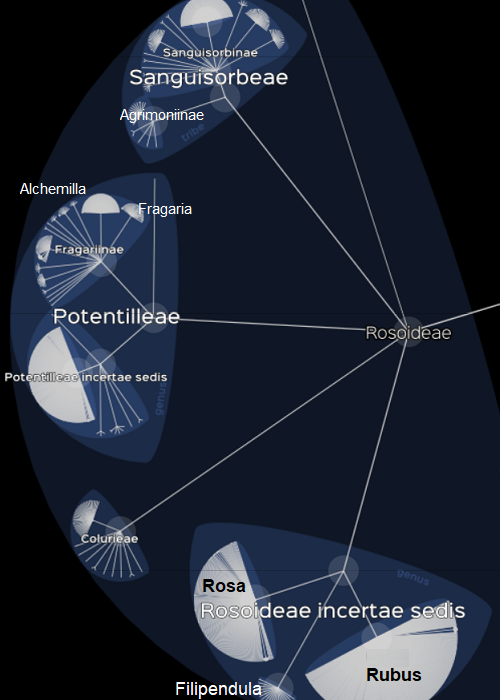 Sanguisorbinae
Sanguisorbeae
Agrimoniinae
tribe
Alchemilla
Fragaria
Fragariinae
Potentilleae
Rosoideae
Potentilleae incertae sedis
genus
Colurieae
genus
Rosa
Rosoideae incertae sedis
Rubus
Filipendula